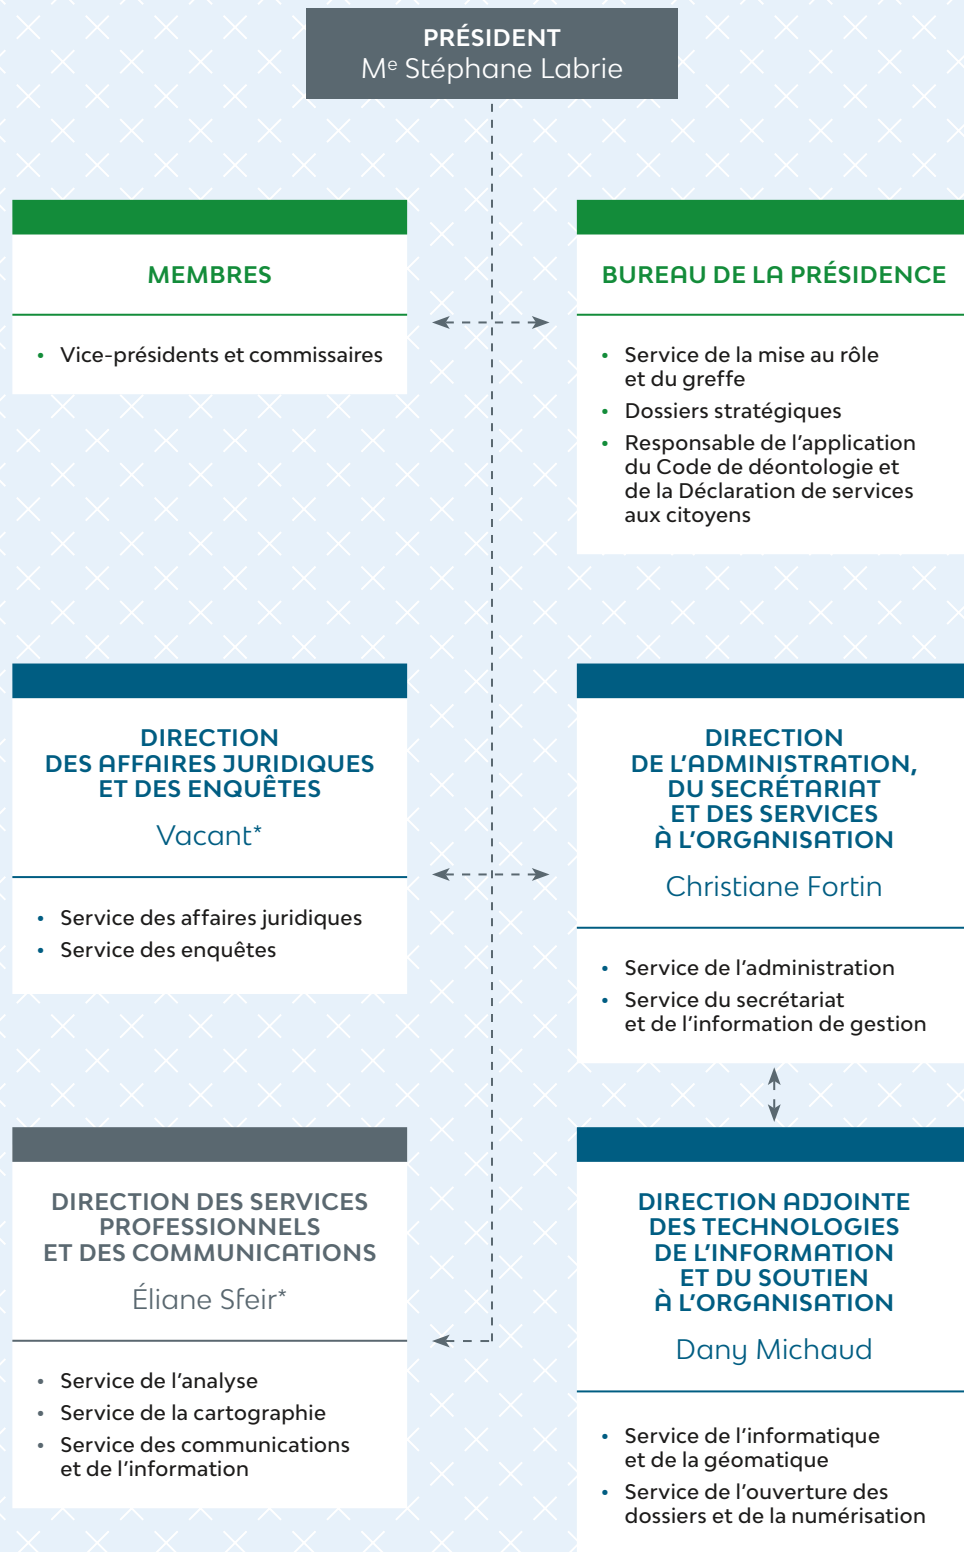 PRÉSIDENT
Mᵉ Stéphane Labrie
MEMBRES
• Vice-présidents et commissaires
BUREAU DE LA PRÉSIDENCE
• Service de la mise au rôle
et du greffe
• Dossiers stratégiques
• Responsable de l'application
du Code de déontologie et
de la Déclaration de services
aux citoyens
DIRECTION
DES AFFAIRES JURIDIQUES
ET DES ENQUÊTES
Vacant*
• Service des affaires juridiques
• Service des enquêtes
DIRECTION
DE L'ADMINISTRATION,
DU SECRÉTARIAT
ET DES SERVICES
À L'ORGANISATION
Christiane Fortin
• Service de l'administration
• Service du secrétariat
et de l'information de gestion
DIRECTION DES SERVICES
PROFESSIONNELS
ET DES COMMUNICATIONS
Éliane Sfeir*
• Service de l'analyse
• Service de la cartographie
• Service des communications
et de l'information
DIRECTION ADJOINTE
DES TECHNOLOGIES
DE L'INFORMATION
ET DU SOUTIEN
À L'ORGANISATION
Dany Michaud
• Service de l'informatique
et de la géomatique
• Service de l'ouverture des
dossiers et de la numérisation